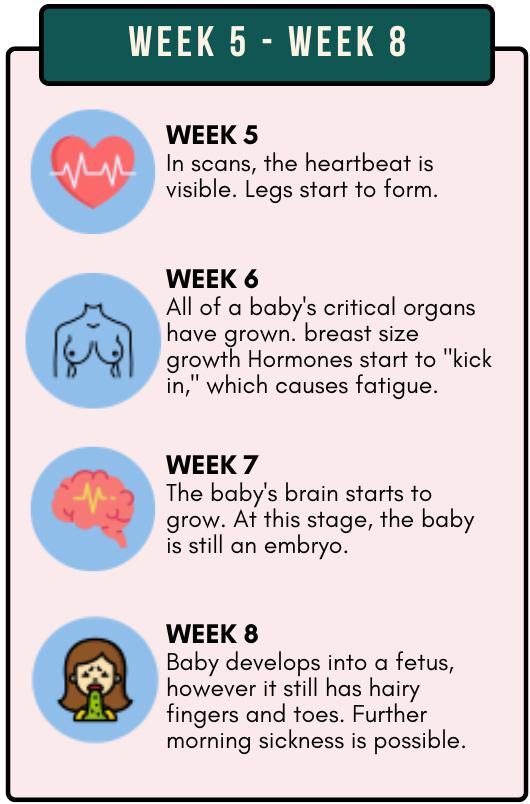 WEEK 5 - WEEK 8
WEEK 5
In scans, the heartbeat is
visible. Legs start to form.
WEEK 6
All of a baby's critical organs
have grown. breast size
growth Hormones start to "kick
in," which causes fatigue.
WEEK 7
The baby's brain starts to
grow. At this stage, the baby
is still an embryo.
WEEK 8
Baby develops into a fetus,
however it still has hairy
fingers and toes. Further
morning sickness is possible.